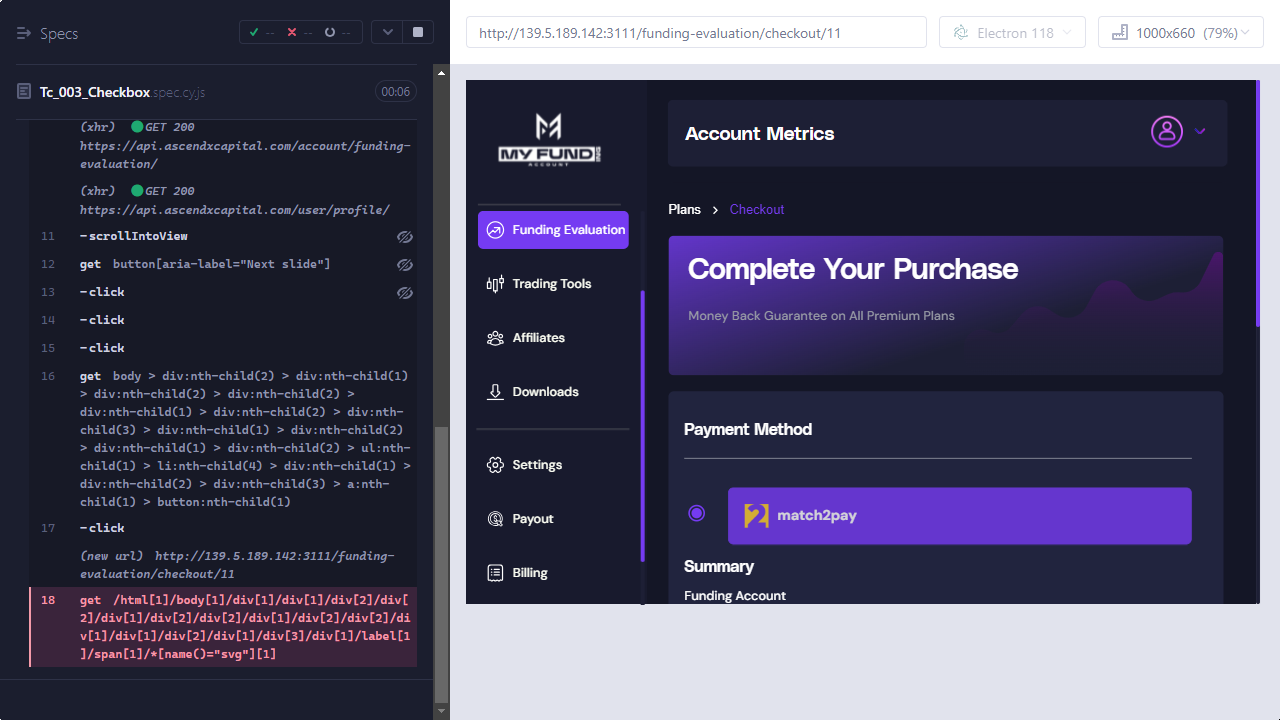 Specs
-- -- --
Tc_003_Checkbox.spec.cy.js
00:06
(xhr) GET 200
https://api.ascendxcapital.com/account/funding-
evaluation/
(xhr) GET 200
https://api.ascendxcapital.com/user/profile/
11 -scrollIntoView
12 get button[aria-label="Next slide"]
13 -click
14 -click
15 -click
16 get body > div:nth-child(2) > div:nth-child(1)
> div:nth-child(2) > div:nth-child(2) >
div:nth-child(1) > div:nth-child(2) > div:nth-
child(3) > div:nth-child(1) > div:nth-child(2)
> div:nth-child(1) > div:nth-child(2) > ul:nth-
child(1) > li:nth-child(4) > div:nth-child(1) >
div:nth-child(2) > div:nth-child(3) > a:nth-
child(1) > button:nth-child(1)
17 -click
(new url) http://139.5.189.142:3111/funding-
evaluation/checkout/11
18 get /html[1]/body[1]/div[1]/div[1]/div[2]/div[
2]/div[1]/div[2]/div[2]/div[1]/div[2]/div[2]/di
v[1]/div[1]/div[2]/div[1]/div[3]/div[1]/label[1
]/span[1]/*[name()="svg"][1]
http://139.5.189.142:3111/funding-evaluation/checkout/11
Electron 118
1000x660 (79%)
MY FUND ING
ACCOUNT
Funding Evaluation
Trading Tools
Affiliates
Downloads
Settings
Payout
Billing
Account Metrics
Plans > Checkout
Complete Your Purchase
Money Back Guarantee on All Premium Plans
Payment Method
match2pay
Summary
Funding Account